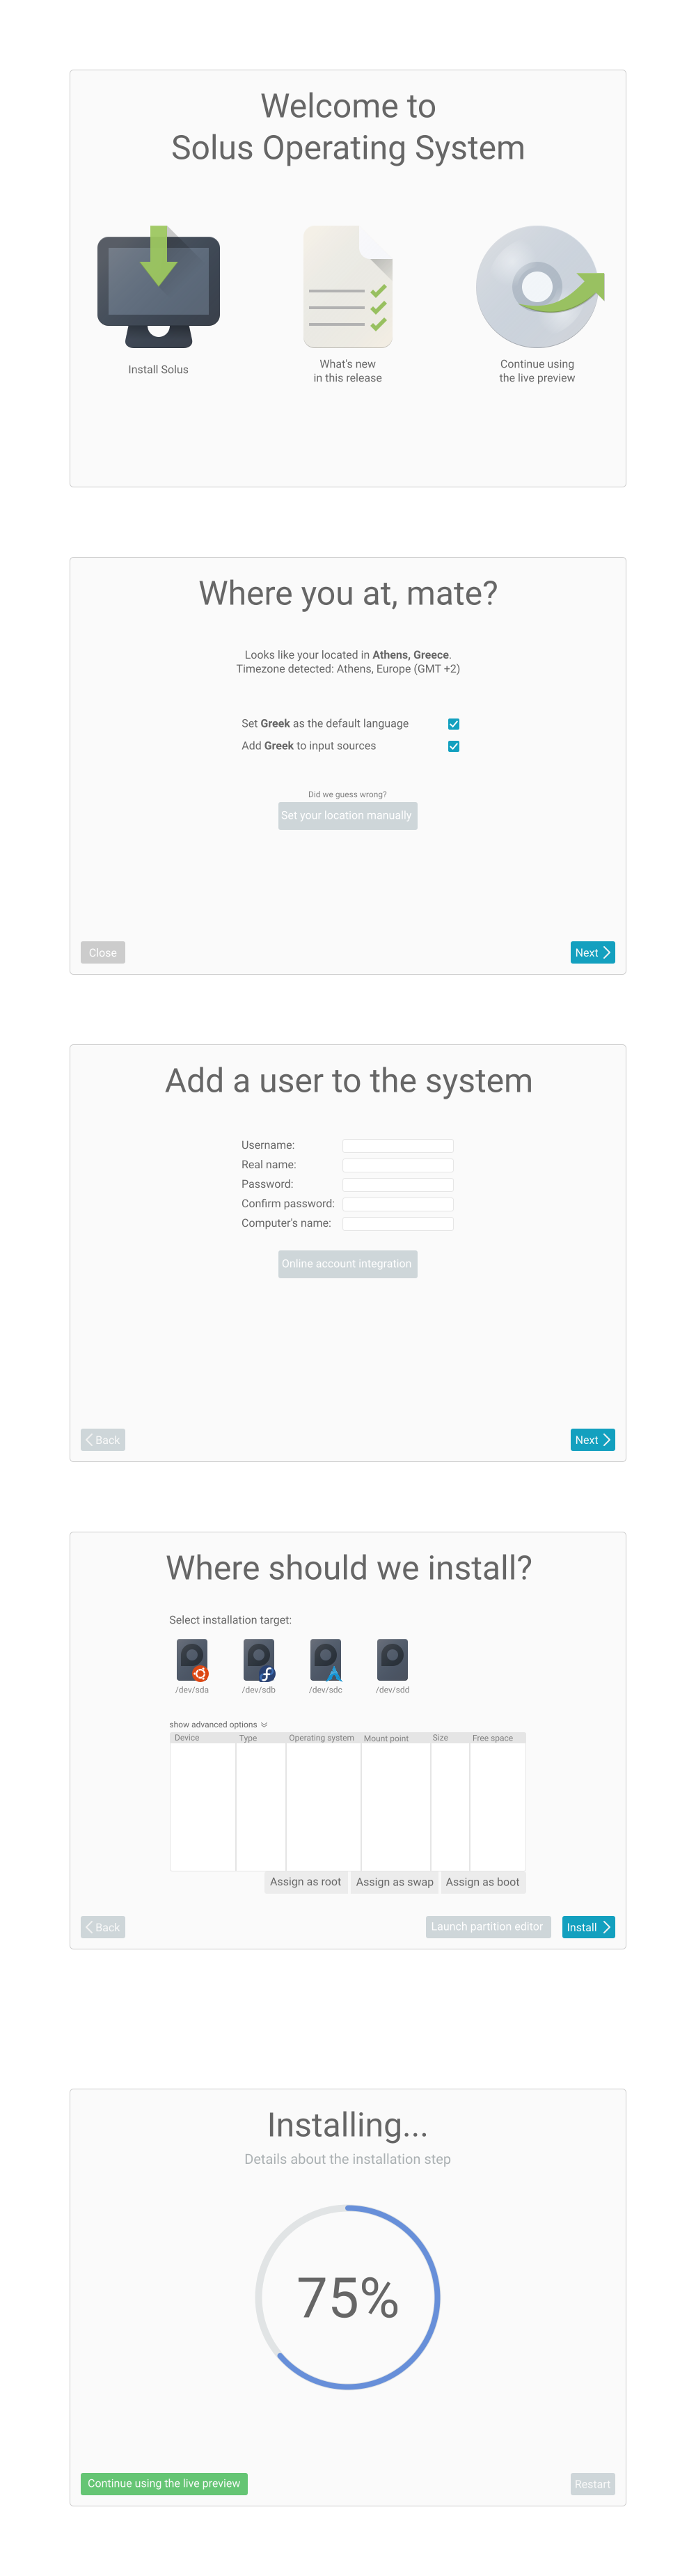 Welcome to
Solus Operating System
Install Solus
What's new
in this release
Continue using
the live preview
Where you at, mate?
Looks like your located in Athens, Greece.
Timezone detected: Athens, Europe (GMT +2)
Set Greek as the default language
Add Greek to input sources
Did we guess wrong?
Set your location manually
Close
Next
Add a user to the system
Username:
Real name:
Password:
Confirm password:
Computer's name:
Online account integration
Back
Next
Where should we install?
Select installation target:
/dev/sda /dev/sdb /dev/sdc /dev/sdd
show advanced options
Device Type Operating system Mount point Size Free space
Assign as root Assign as swap Assign as boot
Back
Launch partition editor
Install
Installing...
Details about the installation step
75%
Continue using the live preview
Restart